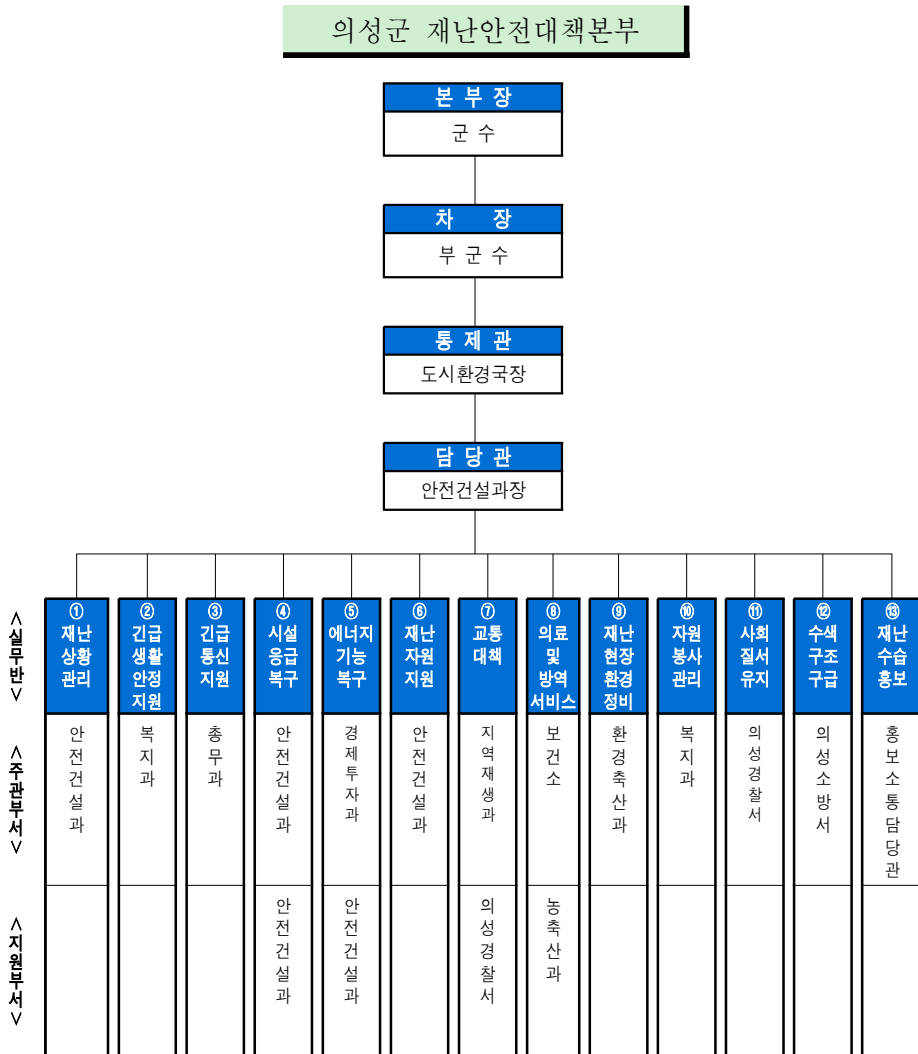 의성군 재난안전대책본부
본 부 장
군 수
차 장
부 군 수
통 제 관
도시환경국장
담 당 관
안전건설과장
<실무반>
①
재난
상황
관리
②
긴급
생활
안정
지원
③
긴급
통신
지원
④
시설
응급
복구
⑤
에너지
기능
복구
⑥
재난
자원
지원
⑦
교통
대책
⑧
의료
및
방역
서비스
⑨
재난
현장
환경
정비
⑩
자원
봉사
관리
⑪
사회
질서
유지
⑫
수색
구조
구급
⑬
재난
수습
홍보
<주관부서>
안전건설과
복지과
총무과
안전건설과
경제투자과
안전건설과
지역재생과
보건소
환경축산과
복지과
의성경찰서
의성소방서
홍보소통담당관
<지원부서>
안전건설과
안전건설과
의성경찰서
농축산과